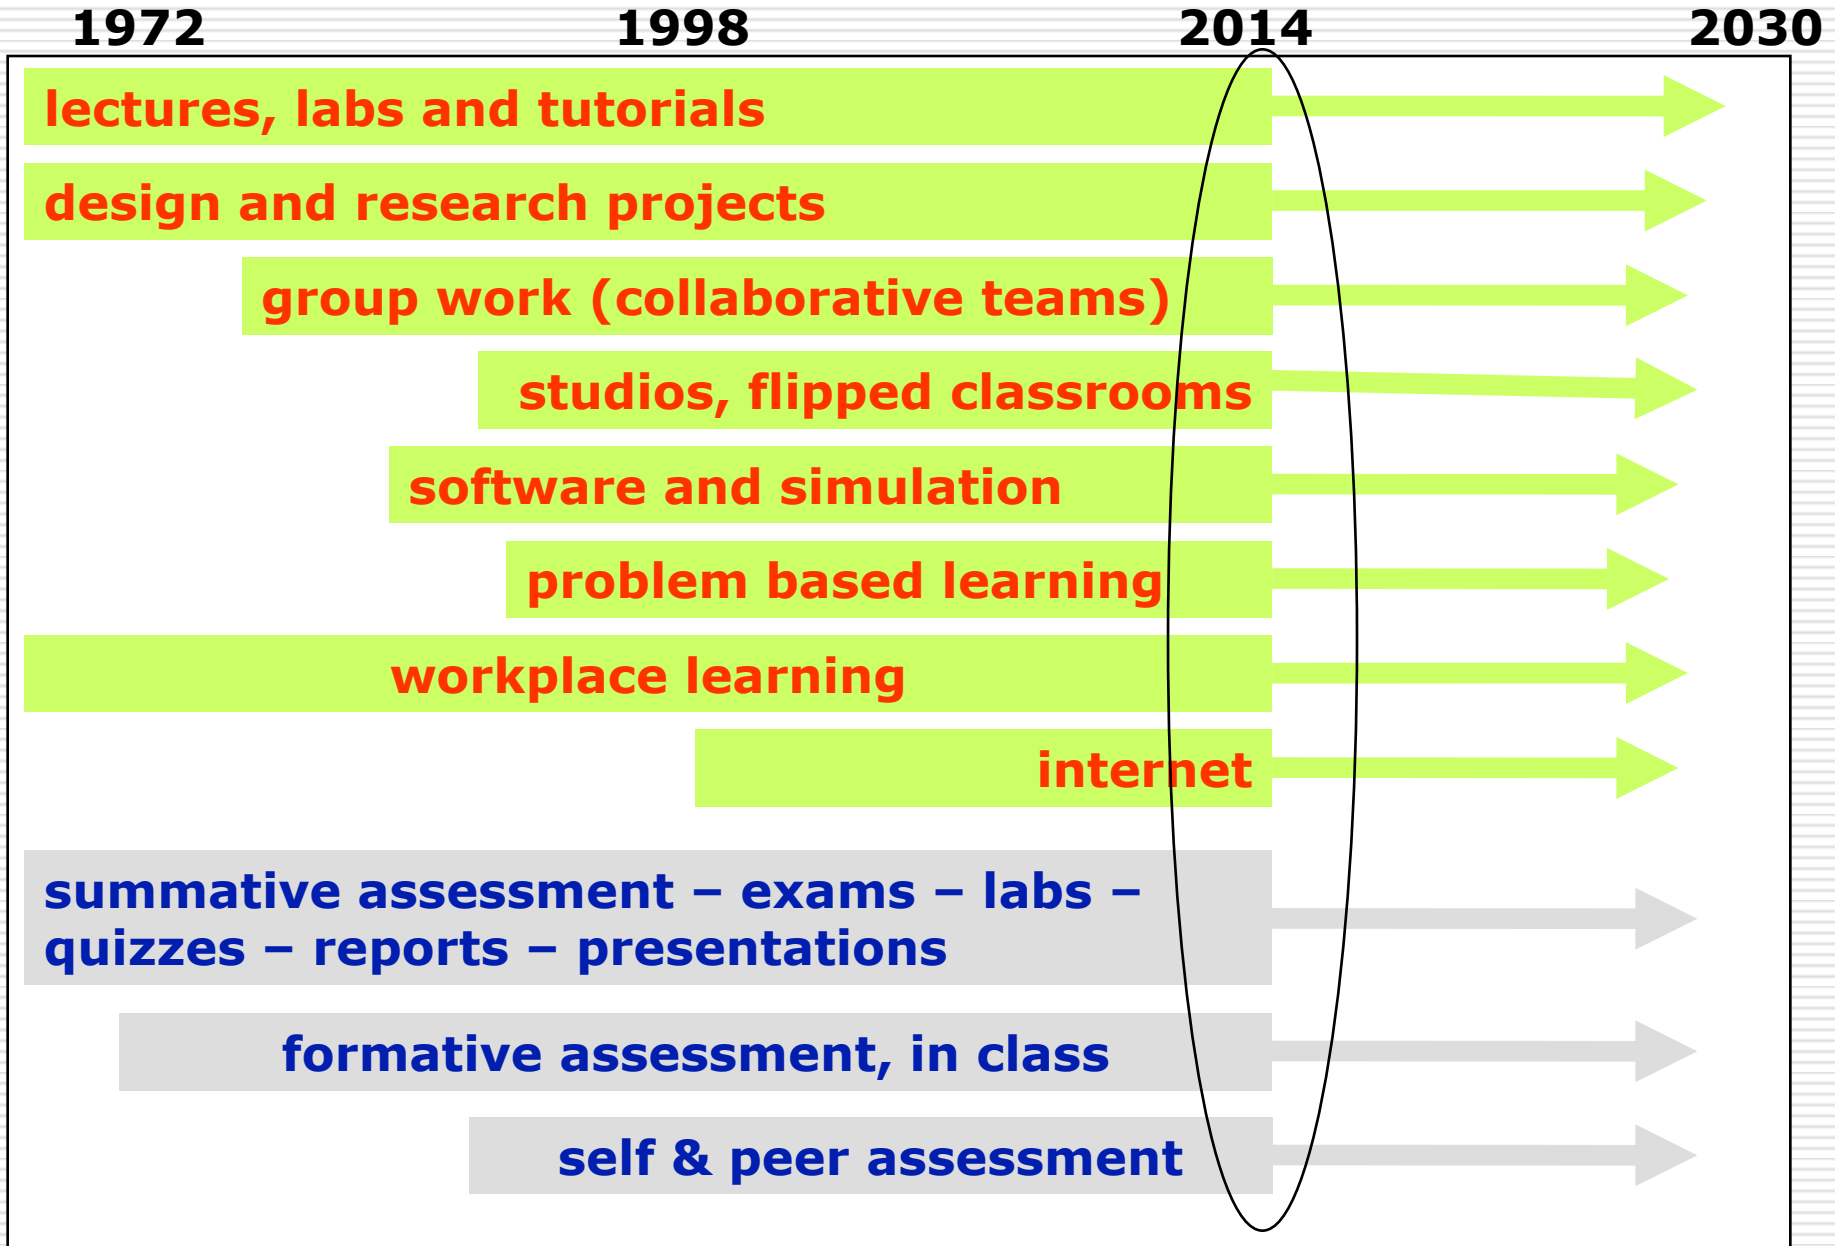 1972 1998 2014 2030
lectures, labs and tutorials
design and research projects
group work (collaborative teams)
studios, flipped classrooms
software and simulation
problem based learning
workplace learning
internet
summative assessment – exams – labs –
quizzes – reports – presentations
formative assessment, in class
self & peer assessment